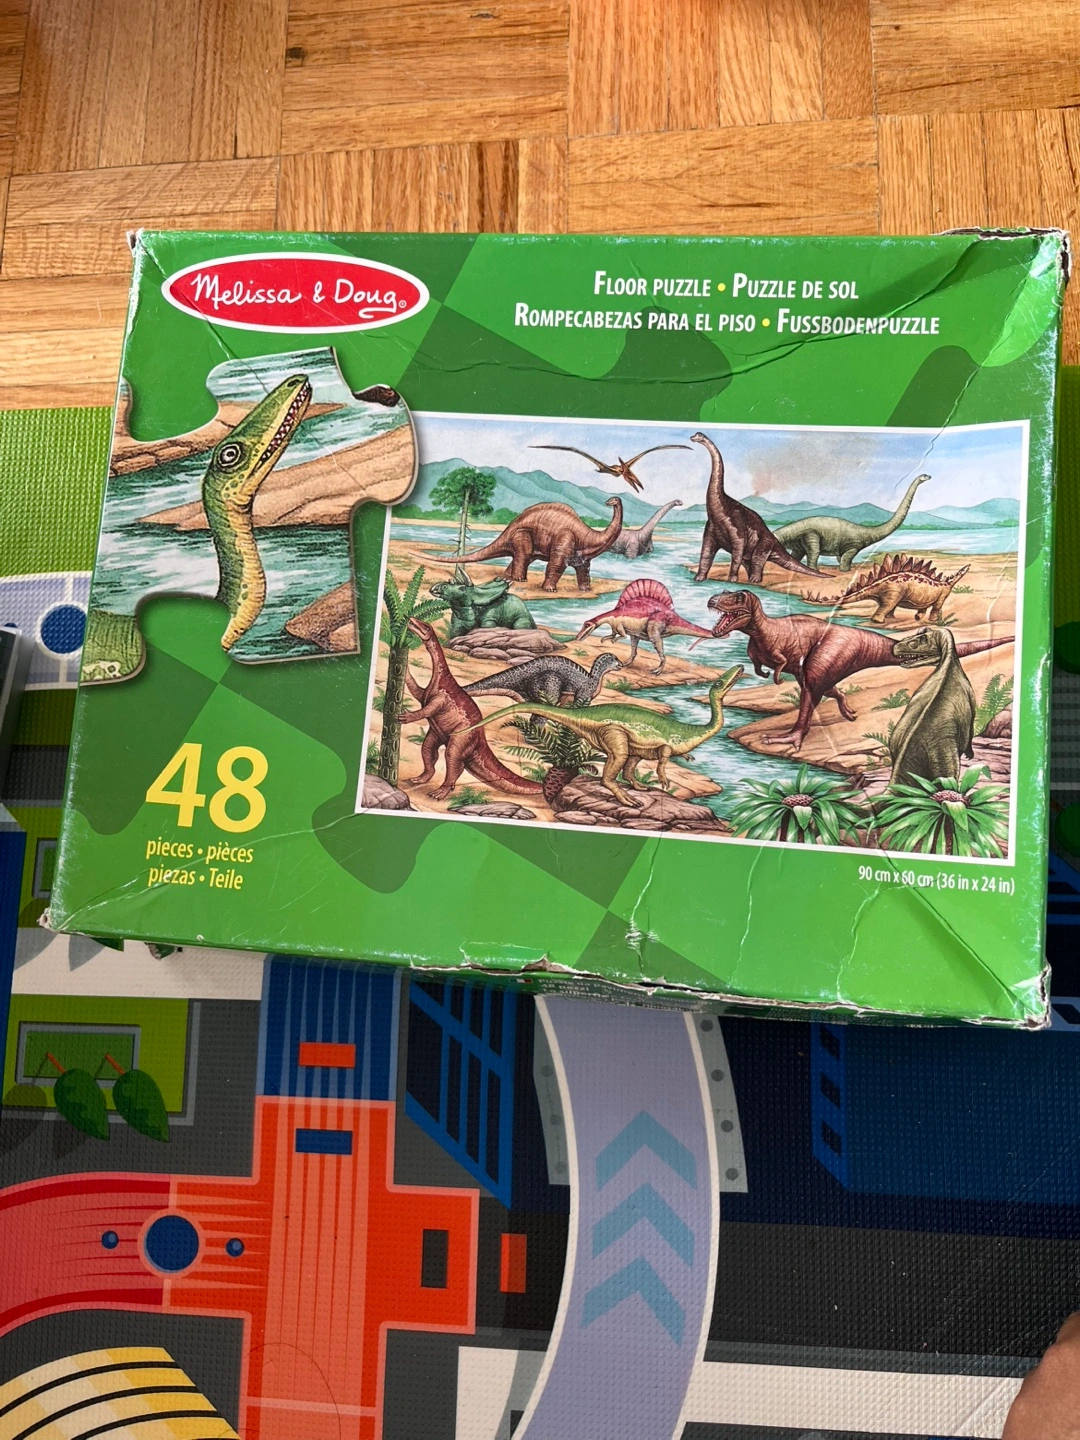 Melissa & Doug®
FLOOR PUZZLE • PUZZLE DE SOL
ROMPECABEZAS PARA EL PISO • FUSSBODENPUZZLE
48
pieces • pièces
piezas • Teile
90 cm x 60 cm (36 in x 24 in)